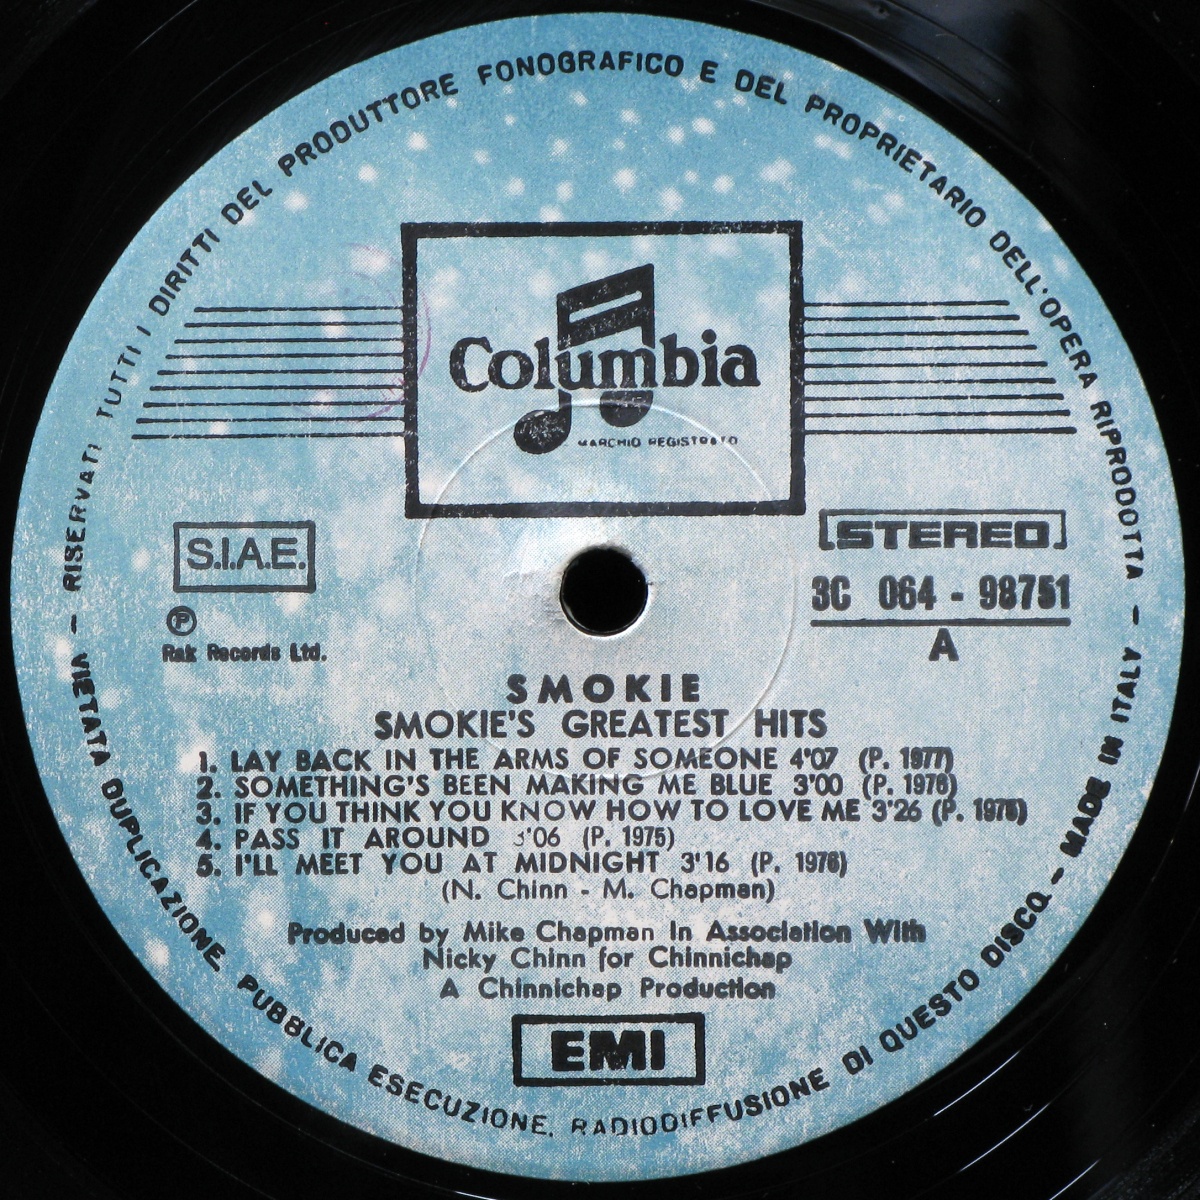 RISERVATI TUTTI I DIRITTI DEL PRODUTTORE FONOGRAFICO E DEL PROPRIETARIO DELL'OPERA RIPRODOTTA - MADE IN ITALY
Columbia
MARCHIO REGISTRATO
S.I.A.E.
Ⓟ
Rak Records Ltd.
STEREO
3C 064 - 98751
A
SMOKIE
SMOKIE'S GREATEST HITS
1. LAY BACK IN THE ARMS OF SOMEONE 4'07 (P. 1977)
2. SOMETHING'S BEEN MAKING ME BLUE 3'00 (P. 1976)
3. IF YOU THINK YOU KNOW HOW TO LOVE ME 3'26 (P. 1975)
4. PASS IT AROUND 3'06 (P. 1975)
5. I'LL MEET YOU AT MIDNIGHT 3'16 (P. 1976)
(N. Chinn - M. Chapman)
Produced by Mike Chapman In Association With
Nicky Chinn for Chinnichap
A Chinnichap Production
EMI
- VIETATA DUPLICAZIONE, PUBBLICA ESECUZIONE, RADIODIFFUSIONE DI QUESTO DISCO -